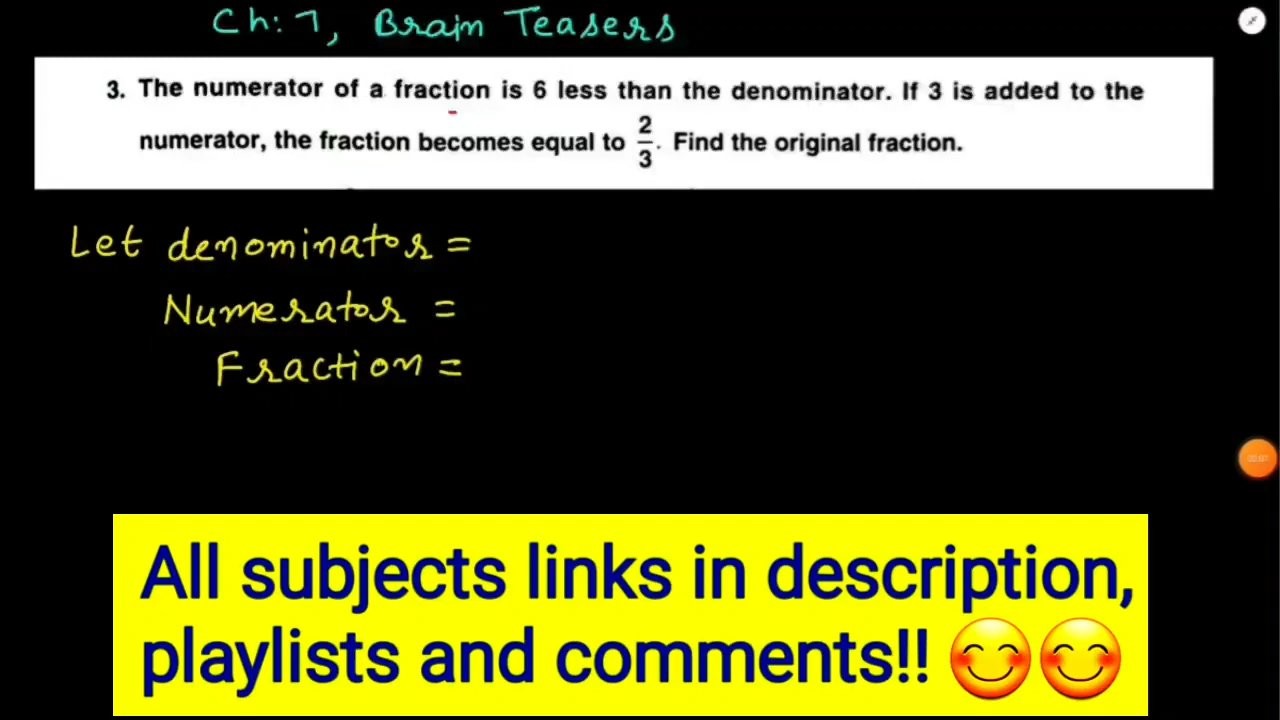 Ch: 7, Brain Teasers
3. The numerator of a fraction is 6 less than the denominator. If 3 is added to the
numerator, the fraction becomes equal to 2/3. Find the original fraction.
Let denominator =
Numerator =
Fraction =
All subjects links in description,
playlists and comments!! 😊😊